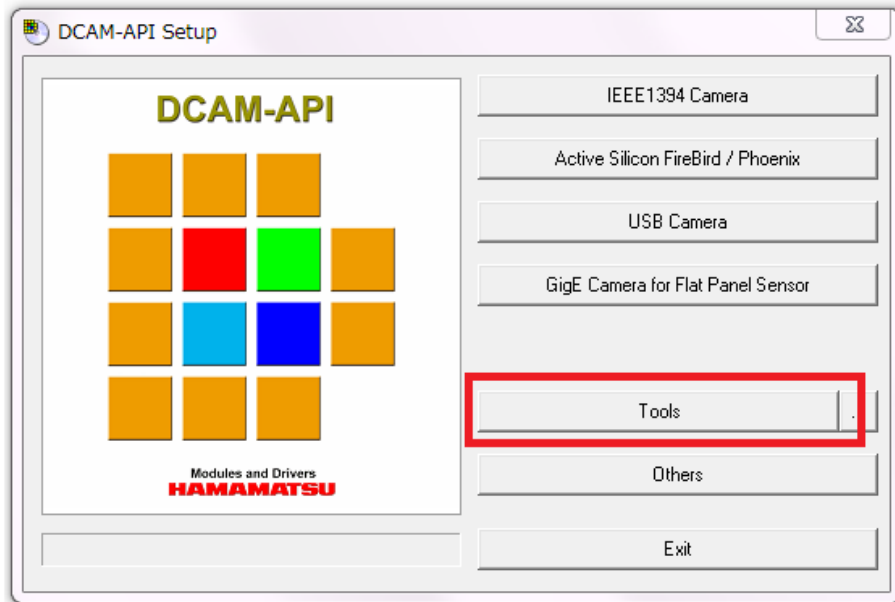 DCAM-API Setup
DCAM-API
Modules and Drivers
HAMAMATSU
IEEE1394 Camera
Active Silicon FireBird / Phoenix
USB Camera
GigE Camera for Flat Panel Sensor
Tools
Others
Exit